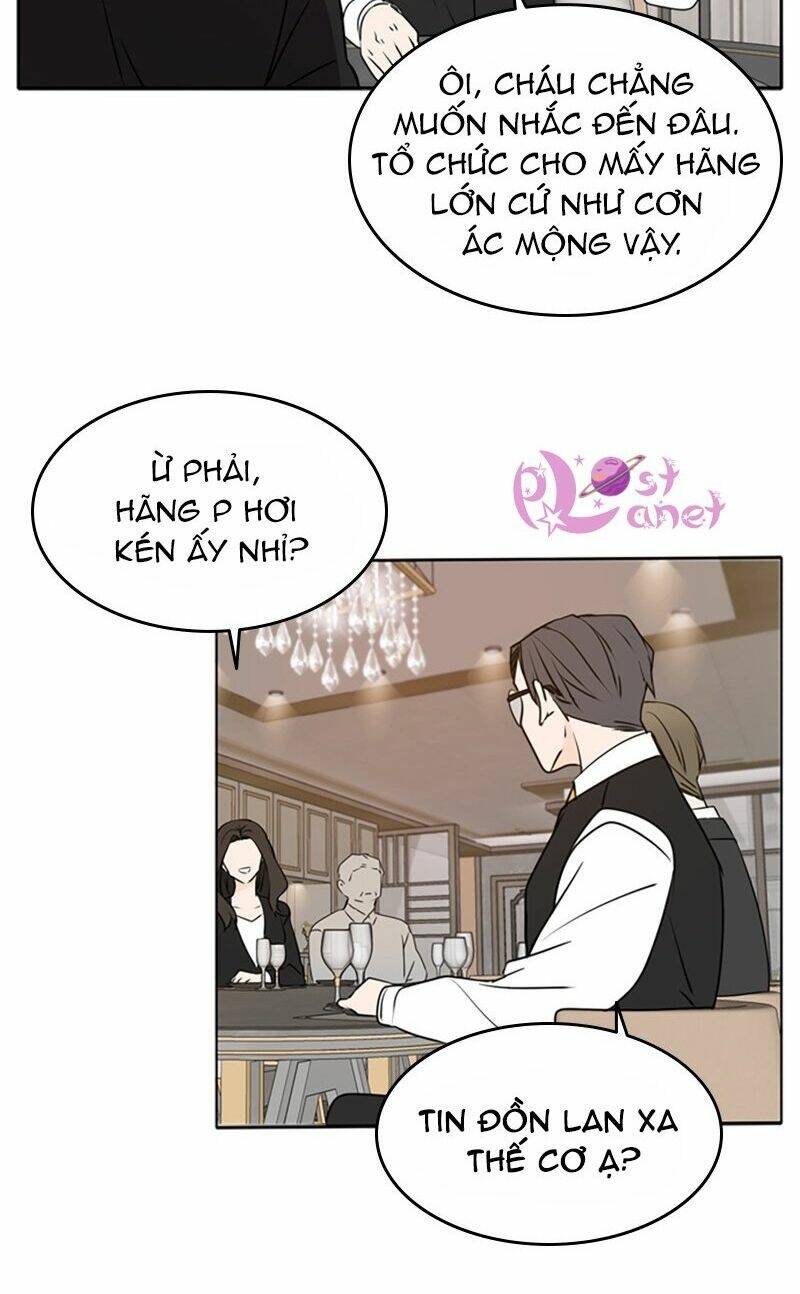 ÔI, CHÁU CHẲNG
MUỐN NHẮC ĐẾN ĐÂU.
TỔ CHỨC CHO MẤY HÃNG
LỚN CỨ NHƯ CƠN
ÁC MỘNG VẬY.
Ừ PHẢI,
HÃNG P HƠI
KÉN ẤY NHỈ?
Lost
Planet
TIN ĐỒN LAN XA
THẾ CƠ Ạ?